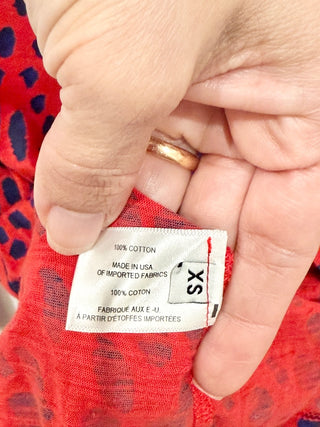 100% COTTON
MADE IN USA
OF IMPORTED FABRICS
100% COTON
FABRIQUÉ AUX E-U.
À PARTIR D'ÉTOFFES IMPORTÉES
XS